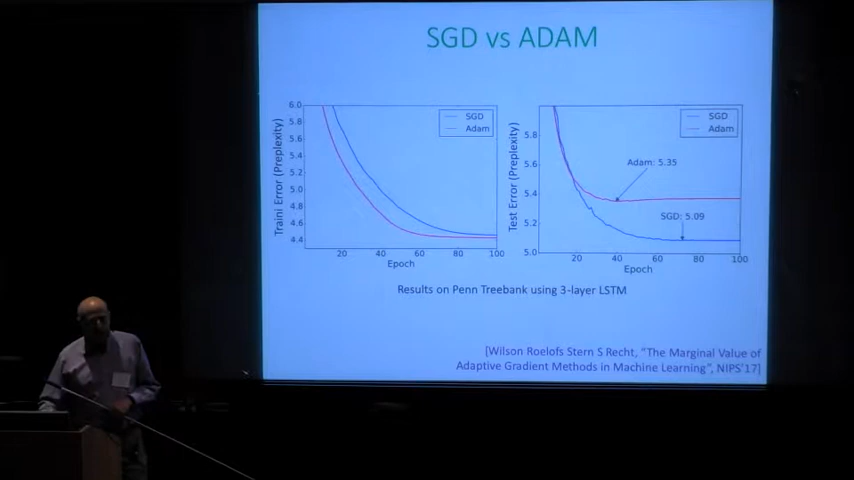 SGD vs ADAM
6.0
5.8
5.6
5.4
5.2
5.0
4.8
4.6
4.4
20 40 60 80 100
Epoch
Traini Error (Preplexity)
SGD
Adam
5.8
5.6
5.4
5.2
5.0
20 40 60 80 100
Epoch
Test Error (Preplexity)
SGD
Adam
Adam: 5.35
SGD: 5.09
Results on Penn Treebank using 3-layer LSTM
[Wilson Roelofs Stern S Recht, "The Marginal Value of
Adaptive Gradient Methods in Machine Learning", NIPS'17]